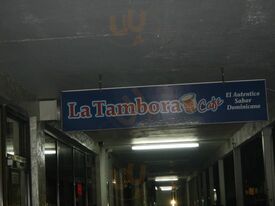 La Tambora Cafe
El Autentico
Sabor
Dominicano